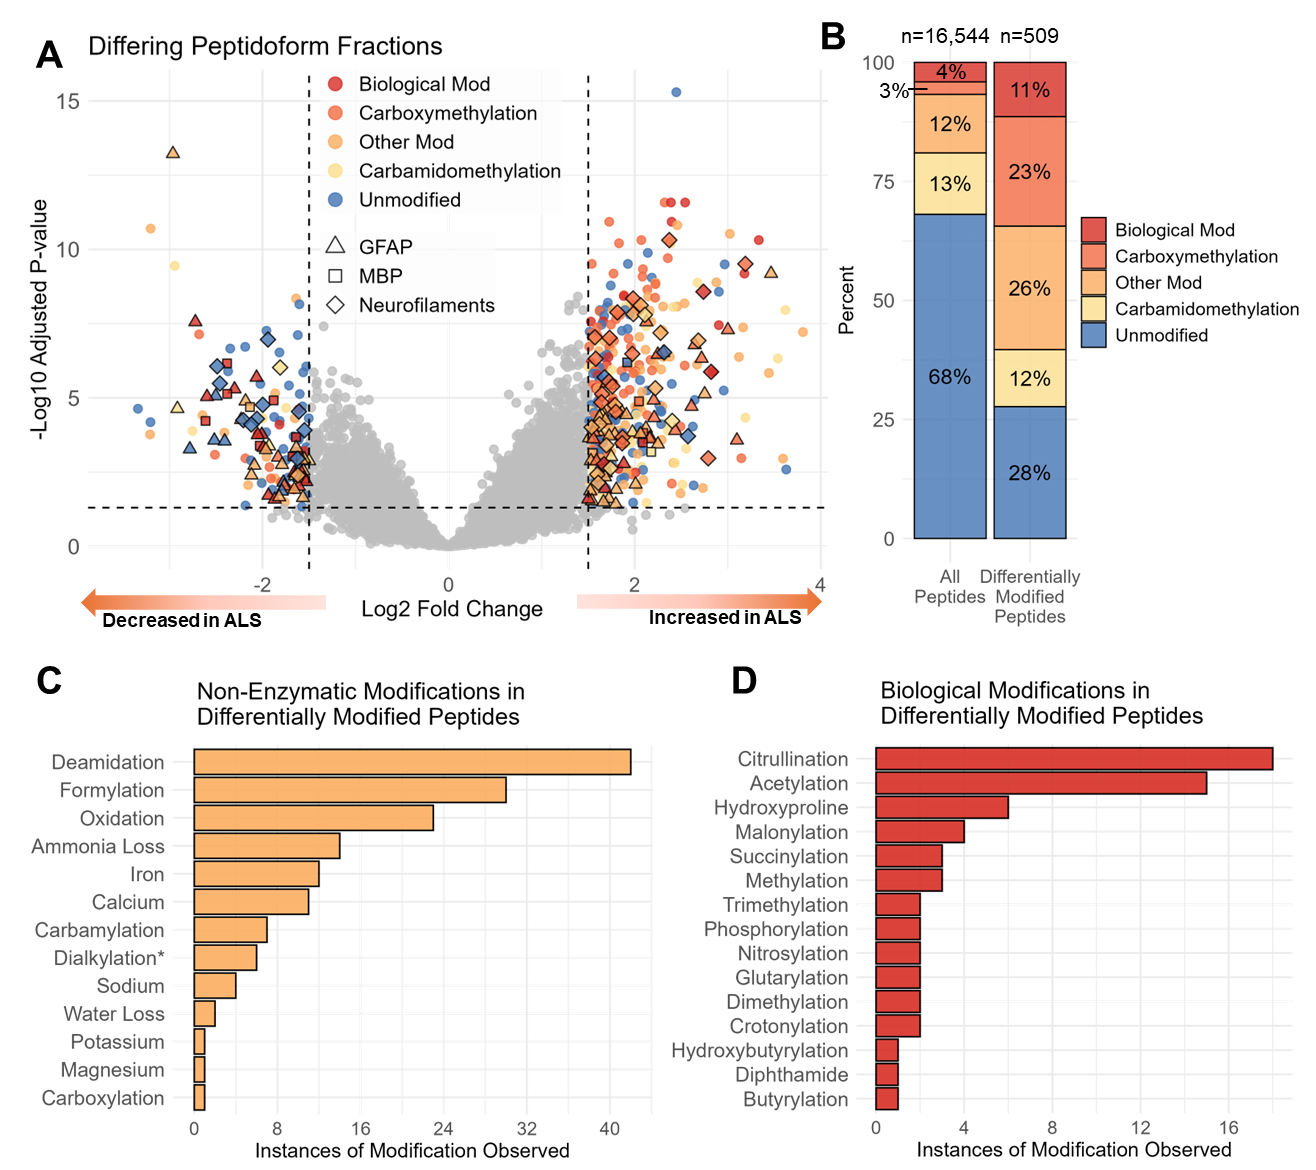 A
Differing Peptidoform Fractions
Biological Mod
Carboxymethylation
Other Mod
Carbamidomethylation
Unmodified
GFAP
MBP
Neurofilaments
-Log10 Adjusted P-value
15
10
5
0
-2
0
2
4
Log2 Fold Change
Decreased in ALS
Increased in ALS
B
n=16,544 n=509
Percent
100
75
50
25
0
4%
3%
12%
13%
68%
11%
23%
26%
12%
28%
All
Peptides
Differentially
Modified
Peptides
Biological Mod
Carboxymethylation
Other Mod
Carbamidomethylation
Unmodified
C
Non-Enzymatic Modifications in
Differentially Modified Peptides
Deamidation
Formylation
Oxidation
Ammonia Loss
Iron
Calcium
Carbamylation
Dialkylation*
Sodium
Water Loss
Potassium
Magnesium
Carboxylation
0 8 16 24 32 40
Instances of Modification Observed
D
Biological Modifications in
Differentially Modified Peptides
Citrullination
Acetylation
Hydroxyproline
Malonylation
Succinylation
Methylation
Trimethylation
Phosphorylation
Nitrosylation
Glutarylation
Dimethylation
Crotonylation
Hydroxybutyrylation
Diphthamide
Butyrylation
0 4 8 12 16
Instances of Modification Observed